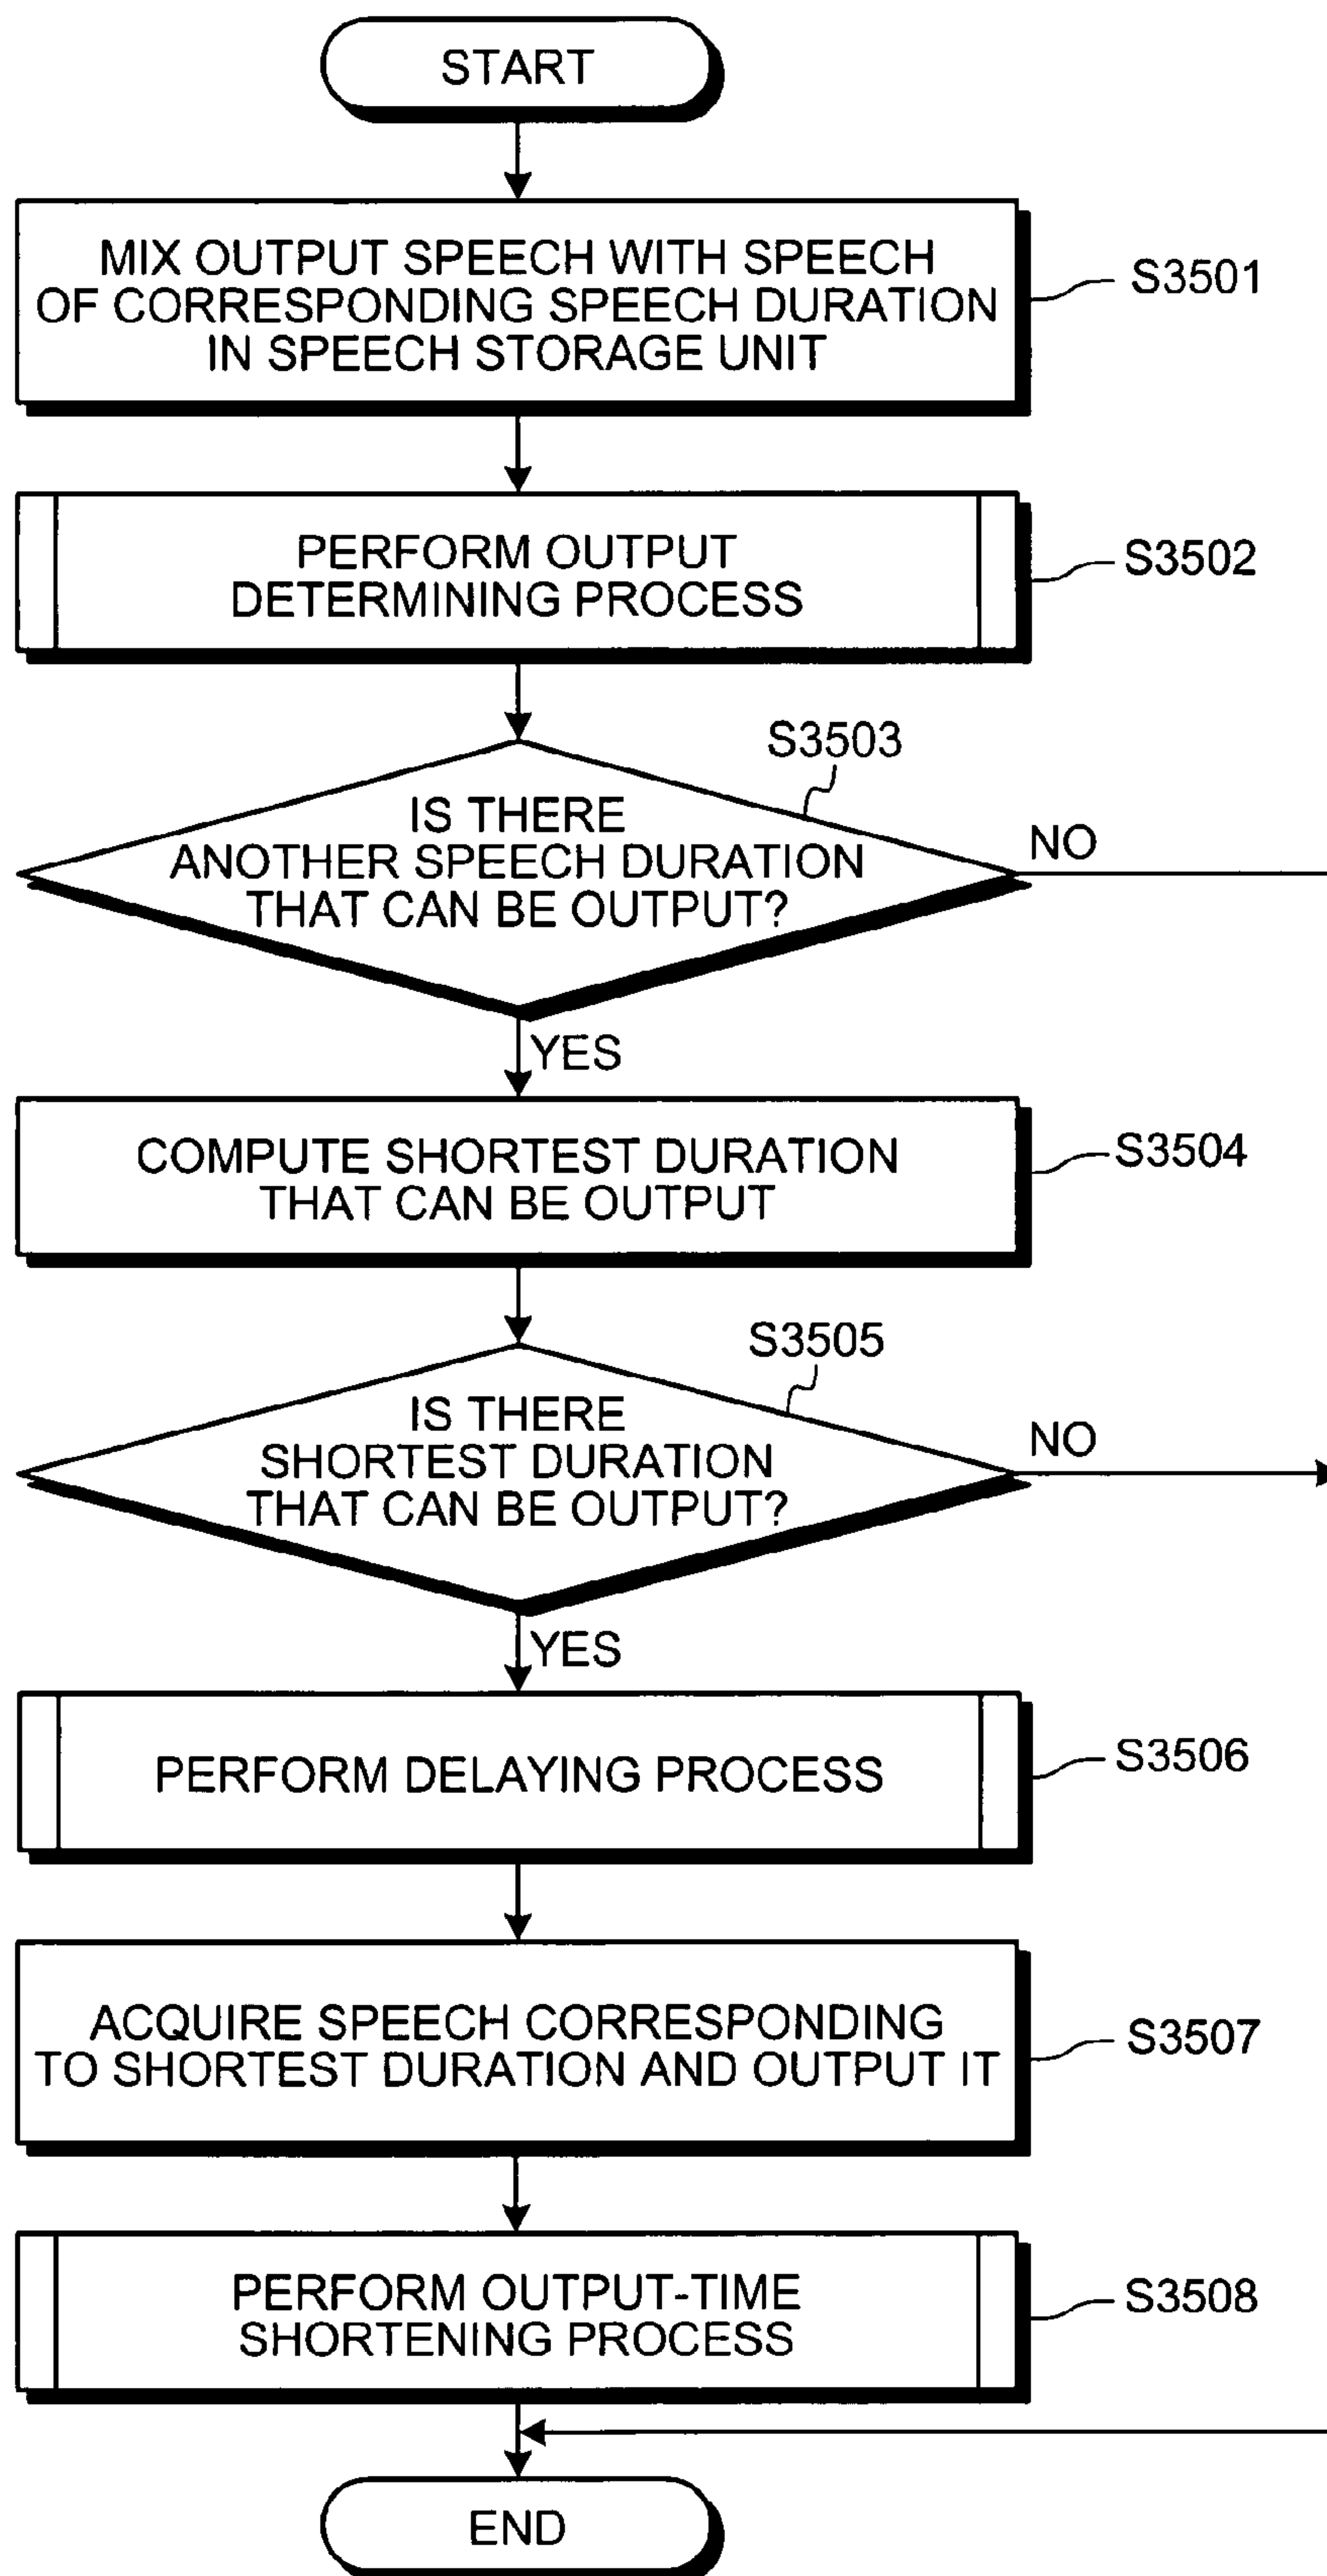 START
MIX OUTPUT SPEECH WITH SPEECH
OF CORRESPONDING SPEECH DURATION
IN SPEECH STORAGE UNIT
S3501
PERFORM OUTPUT
DETERMINING PROCESS
S3502
S3503
IS THERE
ANOTHER SPEECH DURATION
THAT CAN BE OUTPUT?
NO
YES
COMPUTE SHORTEST DURATION
THAT CAN BE OUTPUT
S3504
S3505
IS THERE
SHORTEST DURATION
THAT CAN BE OUTPUT?
NO
YES
PERFORM DELAYING PROCESS
S3506
ACQUIRE SPEECH CORRESPONDING
TO SHORTEST DURATION AND OUTPUT IT
S3507
PERFORM OUTPUT-TIME
SHORTENING PROCESS
S3508
END